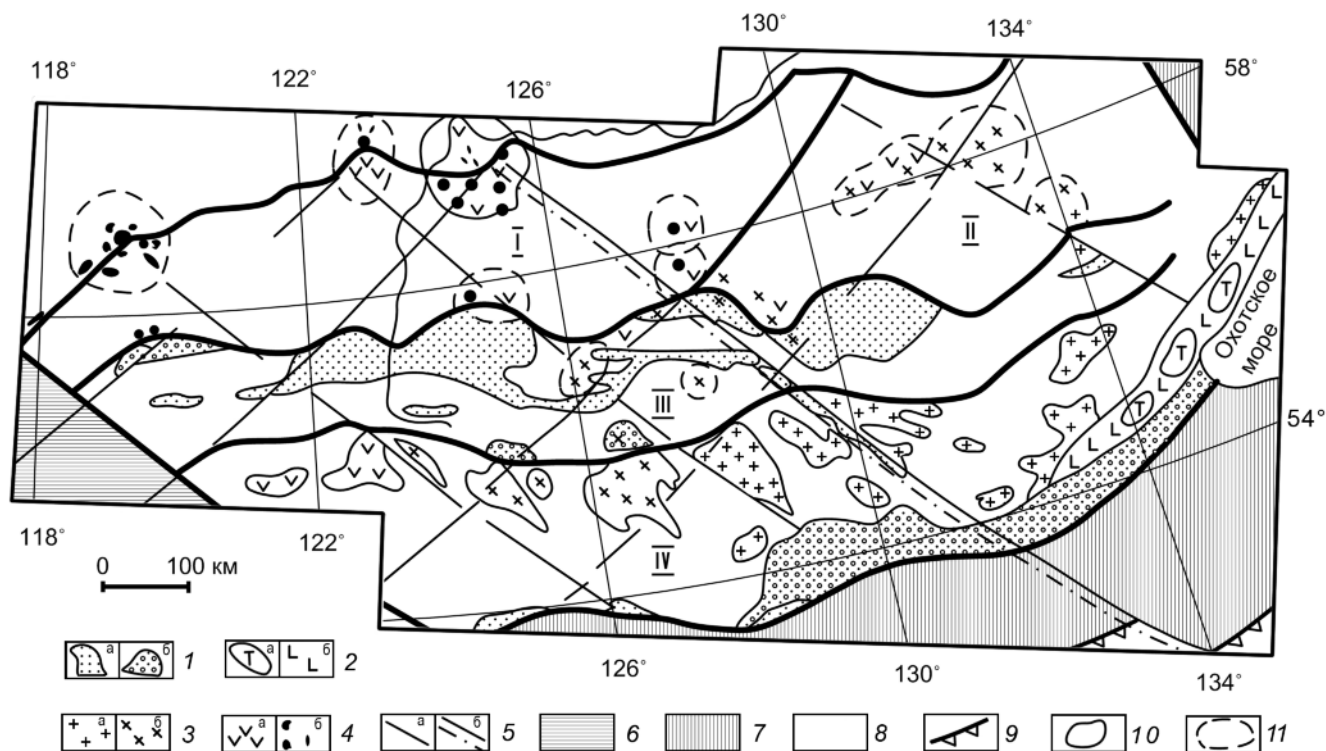 130°
134°
118°
122°
126°
58°
I
II
Охотское
море
Т
Т
Т
III
54°
IV
118°
122°
0 100 км
126°
130°
134°
а б 1
а Т б L L 2
а б 3
а б 4
а б 5
6
7
8
9
10
11